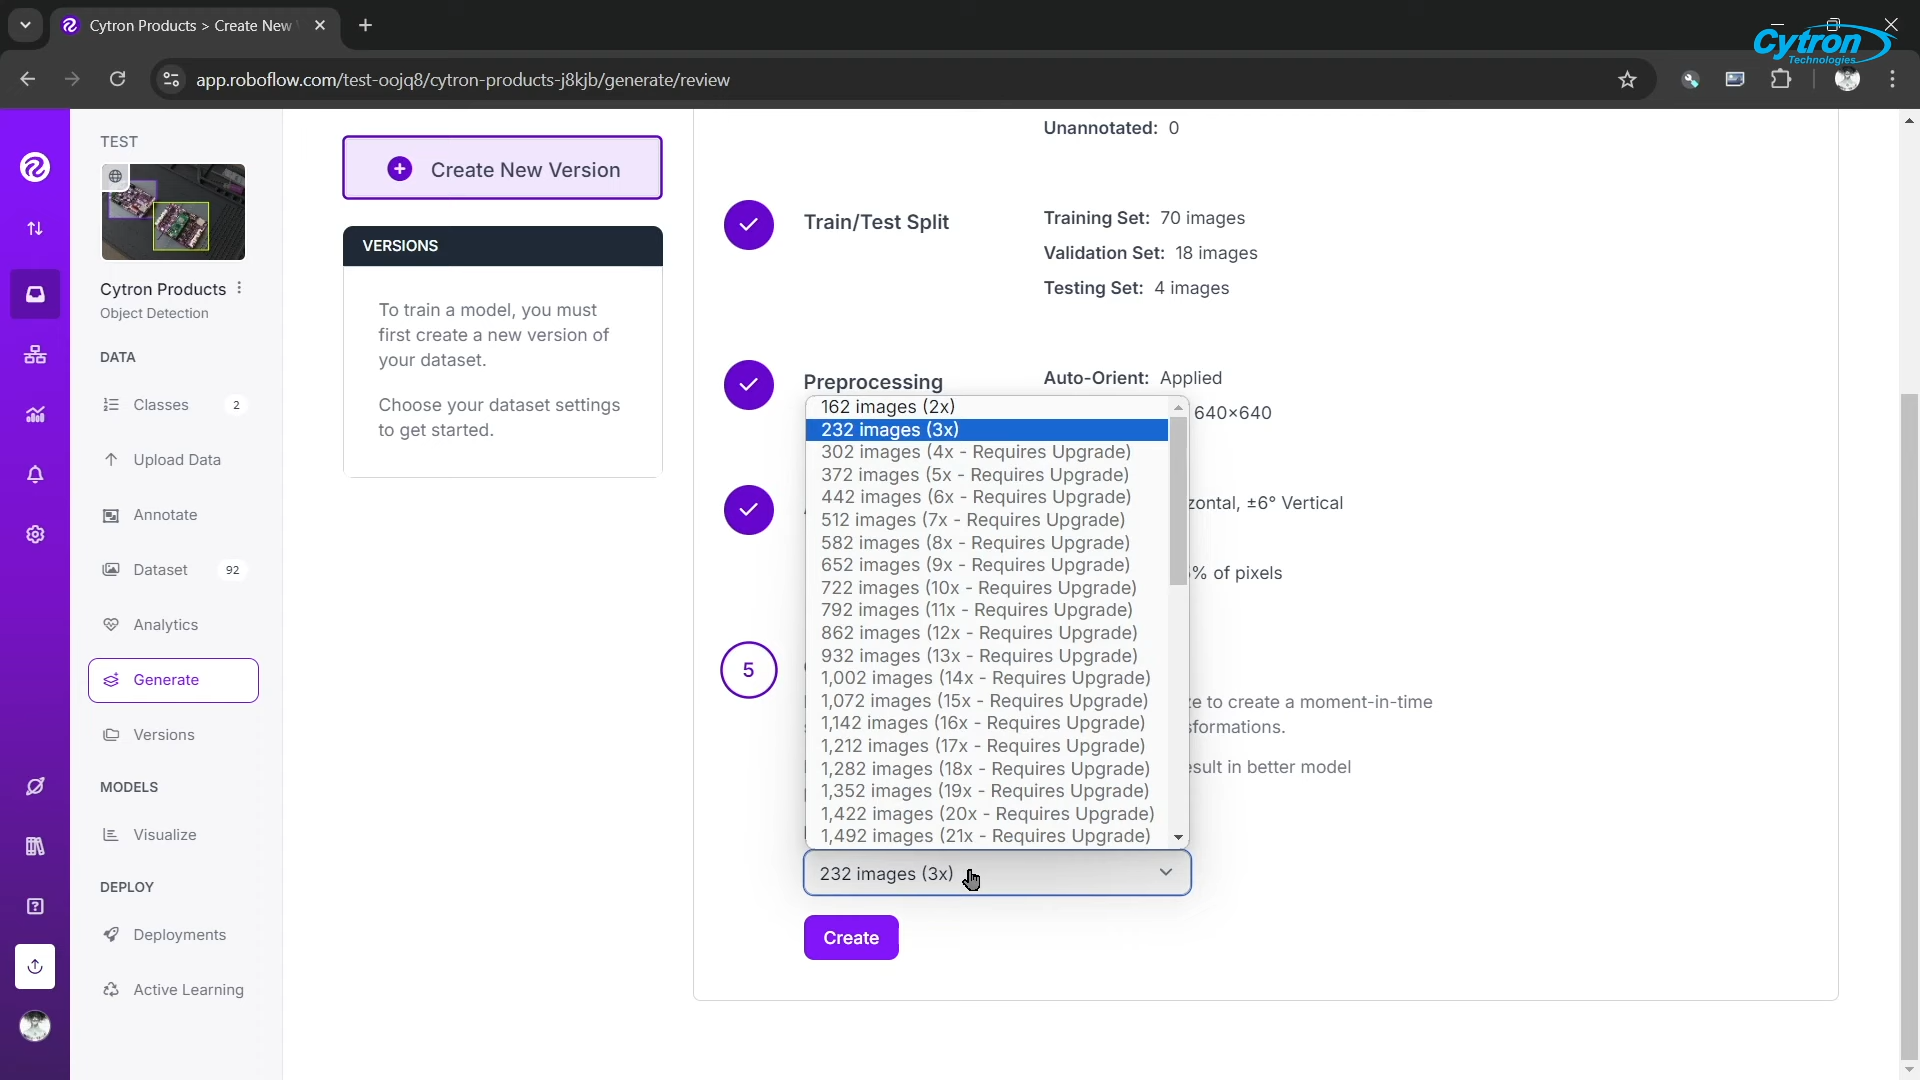 Cytron Products > Create New
Cytron
Technologies
app.roboflow.com/test-oojq8/cytron-products-j8kjb/generate/review
TEST
Cytron Products
Object Detection
DATA
Classes 2
Upload Data
Annotate
Dataset 92
Analytics
Generate
Versions
MODELS
Visualize
DEPLOY
Deployments
Active Learning
Create New Version
VERSIONS
To train a model, you must
first create a new version of
your dataset.
Choose your dataset settings
to get started.
Unannotated: 0
Train/Test Split
Training Set: 70 images
Validation Set: 18 images
Testing Set: 4 images
Preprocessing
Auto-Orient: Applied
640×640
zontal, ±6° Vertical
% of pixels
5
ze to create a moment-in-time
sformations.
sult in better model
162 images (2x)
232 images (3x)
302 images (4x - Requires Upgrade)
372 images (5x - Requires Upgrade)
442 images (6x - Requires Upgrade)
512 images (7x - Requires Upgrade)
582 images (8x - Requires Upgrade)
652 images (9x - Requires Upgrade)
722 images (10x - Requires Upgrade)
792 images (11x - Requires Upgrade)
862 images (12x - Requires Upgrade)
932 images (13x - Requires Upgrade)
1,002 images (14x - Requires Upgrade)
1,072 images (15x - Requires Upgrade)
1,142 images (16x - Requires Upgrade)
1,212 images (17x - Requires Upgrade)
1,282 images (18x - Requires Upgrade)
1,352 images (19x - Requires Upgrade)
1,422 images (20x - Requires Upgrade)
1,492 images (21x - Requires Upgrade)
232 images (3x)
Create